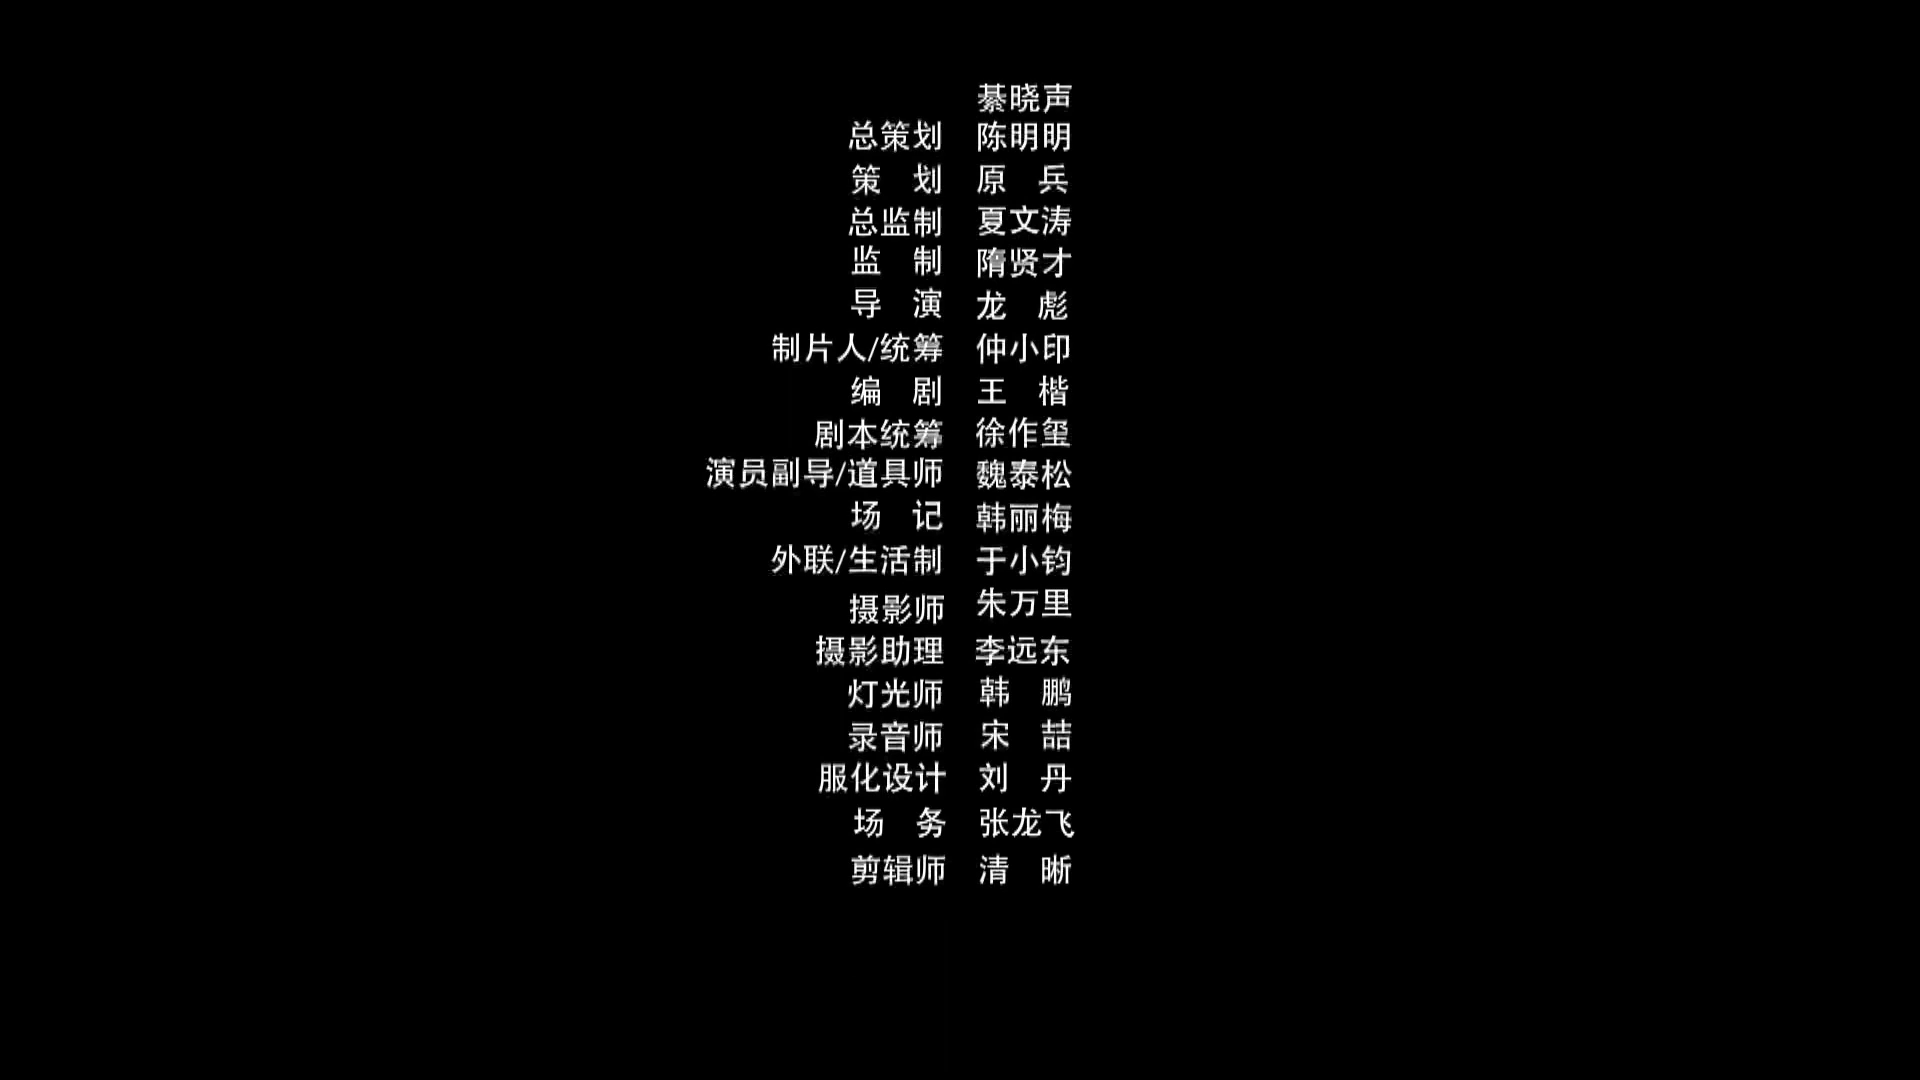 綦晓声
总策划 陈明明
策 划 原 兵
总监制 夏文涛
监 制 隋贤才
导 演 龙 彪
制片人/统筹 仲小印
编 剧 王 楷
剧本统筹 徐作玺
演员副导/道具师 魏泰松
场 记 韩丽梅
外联/生活制 于小钧
摄影师 朱万里
摄影助理 李远东
灯光师 韩 鹏
录音师 宋 喆
服化设计 刘 丹
场 务 张龙飞
剪辑师 清 晰